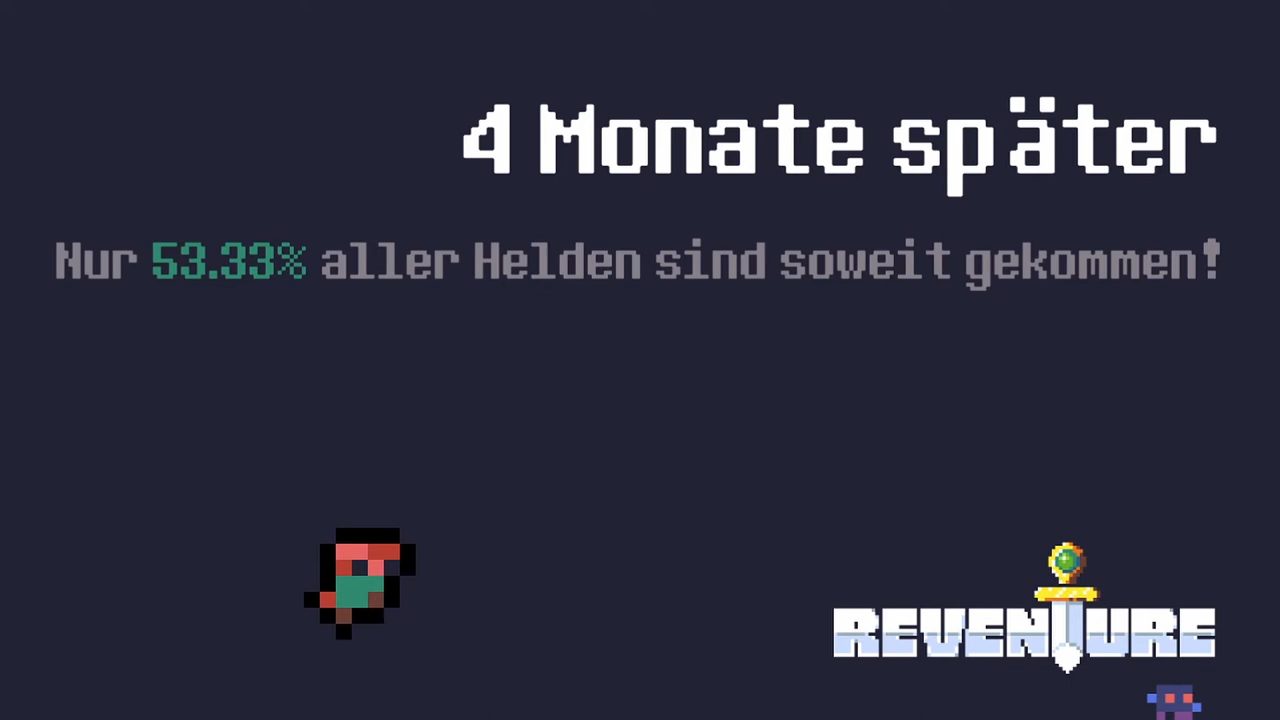 4 Monate später
Nur 53.33% aller Helden sind soweit gekommen!
REVENTURE